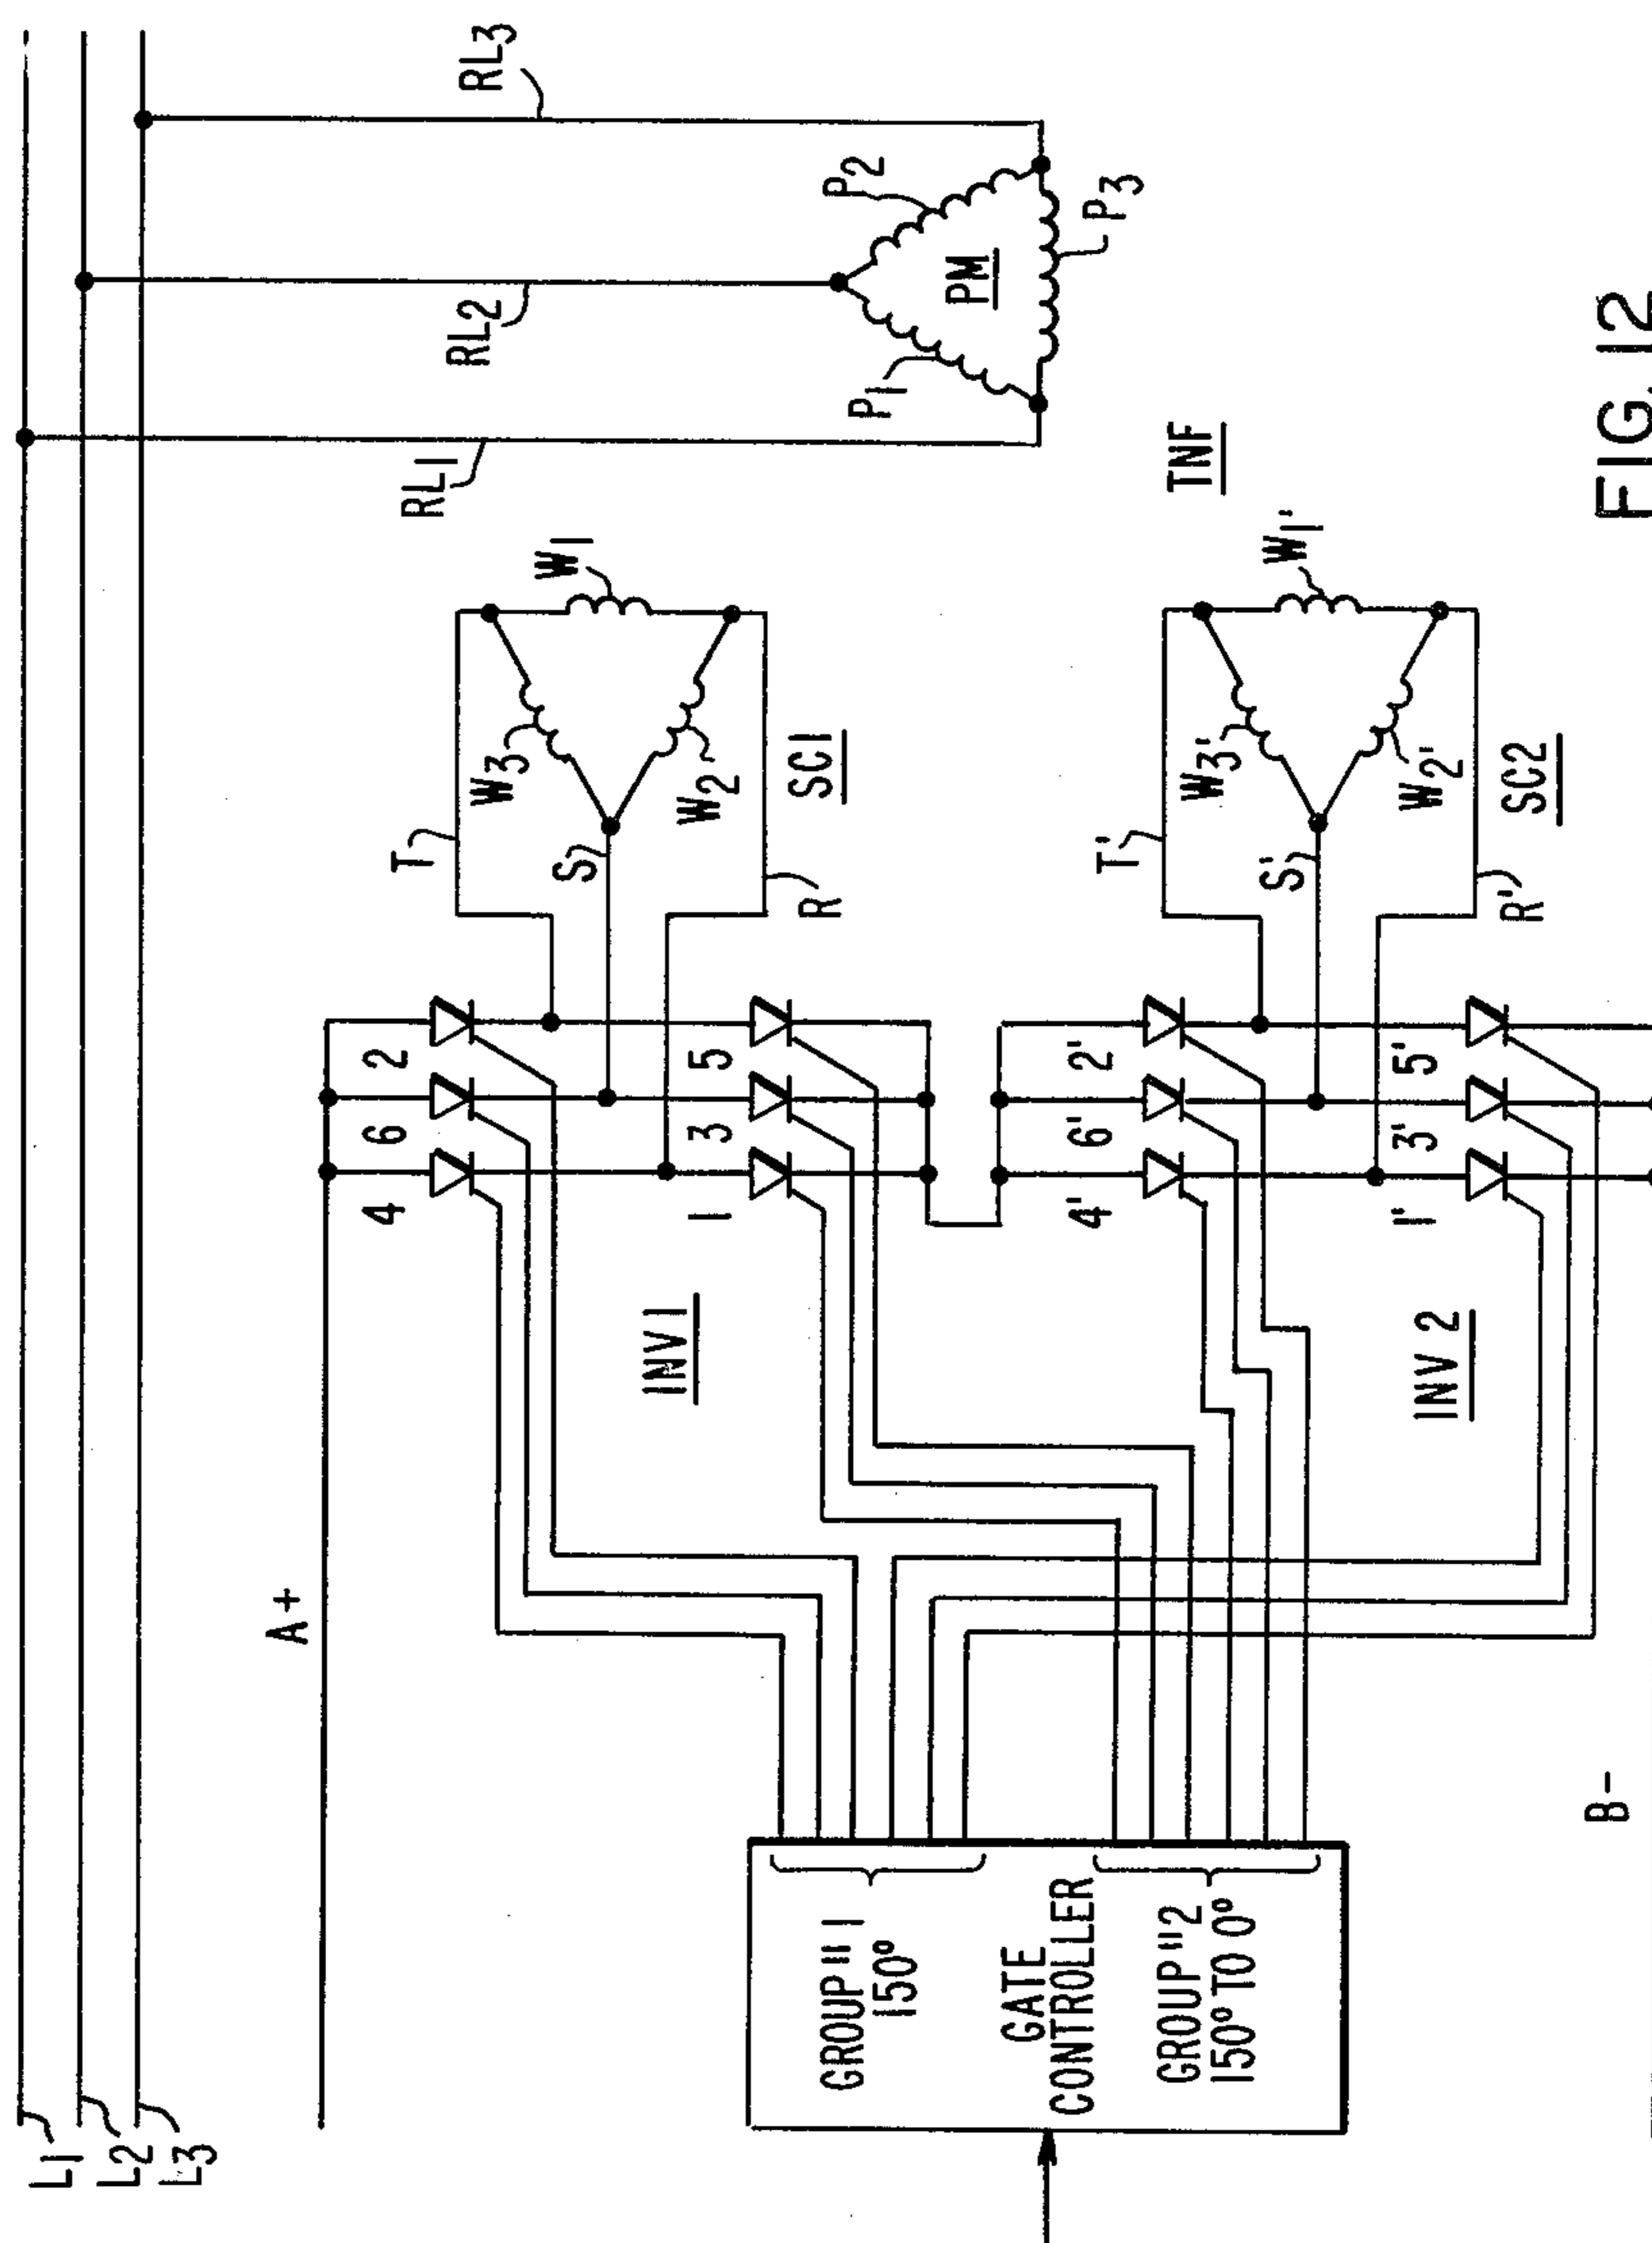 L1
L2
L3
A+
B-
GROUP "1
150°
GATE
CONTROLLER
GROUP "2
150° TO 0°
INV1
INV 2
4
6
2
1
3
5
4'
6'
2'
1'
3'
5'
T
S
R
W3
W2
W1
SC1
T'
S'
R'
W3'
W2'
W1'
SC2
TNF
RL1
RL2
RL3
P1
P2
P3
PM
FIG. 12